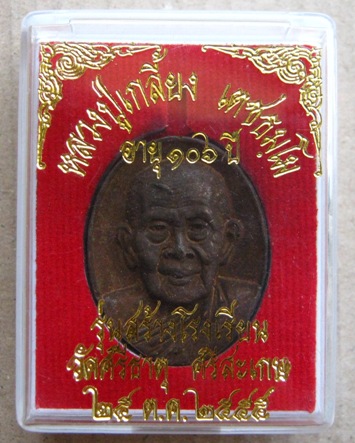 หลวงปู่เกลี้ยง เตชธมฺโม
อายุ ๑๐๖ ปี
รุ่นสร้างโรงเรียน
วัดศรีธาตุ ศรีสะเกษ
๒๕ ต.ค. ๒๕๕๕